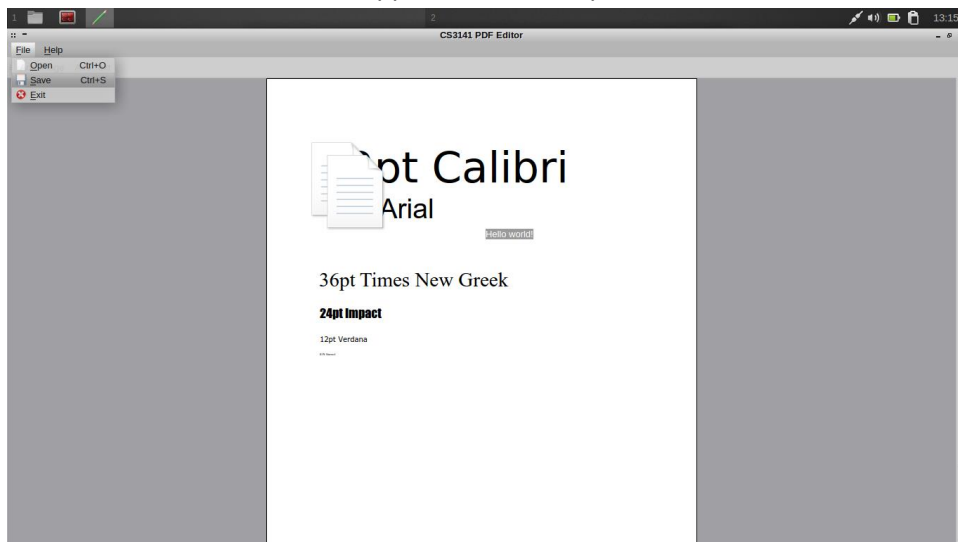 1 2 13:15
CS3141 PDF Editor
File Help
Open Ctrl+O
Save Ctrl+S
Exit
pt Calibri
Arial
Hello world!
36pt Times New Greek
24pt Impact
12pt Verdana